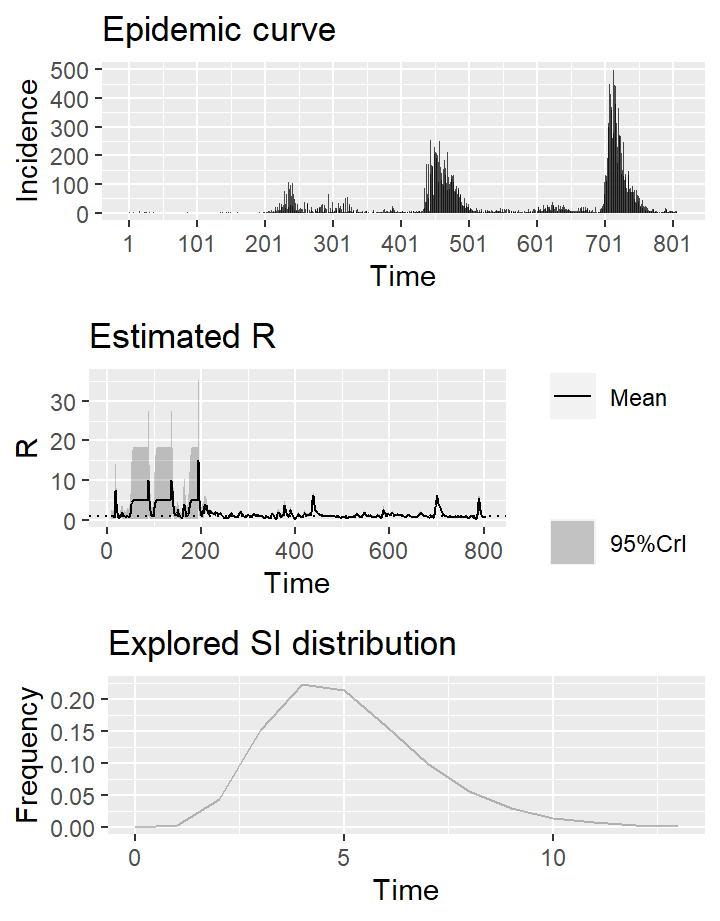 Epidemic curve
500
400
300
200
100
0
Incidence
1 101 201 301 401 501 601 701 801
Time
Estimated R
30
20
10
0
R
0 200 400 600 800
Time
Mean
95%CrI
Explored SI distribution
0.20
0.15
0.10
0.05
0.00
Frequency
0 5 10
Time